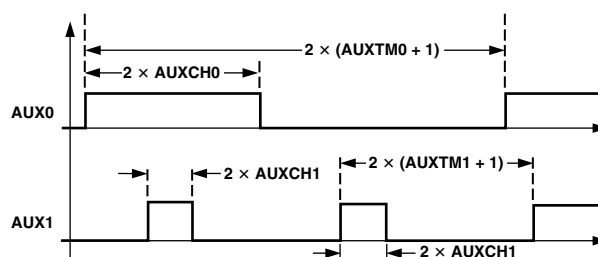 2 × (AUXTM0 + 1)
2 × AUXCH0
AUX0
2 × (AUXTM1 + 1)
2 × AUXCH1
AUX1
2 × AUXCH1